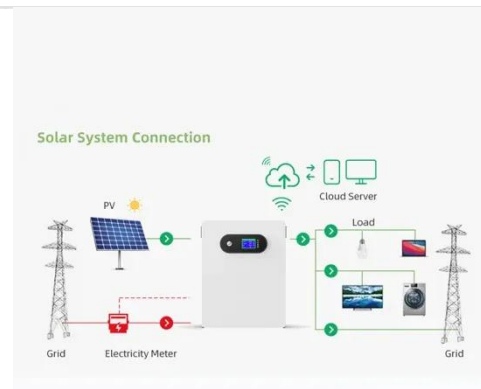 Solar System Connection
Cloud Server
PV
Load
Grid
Electricity Meter
Grid